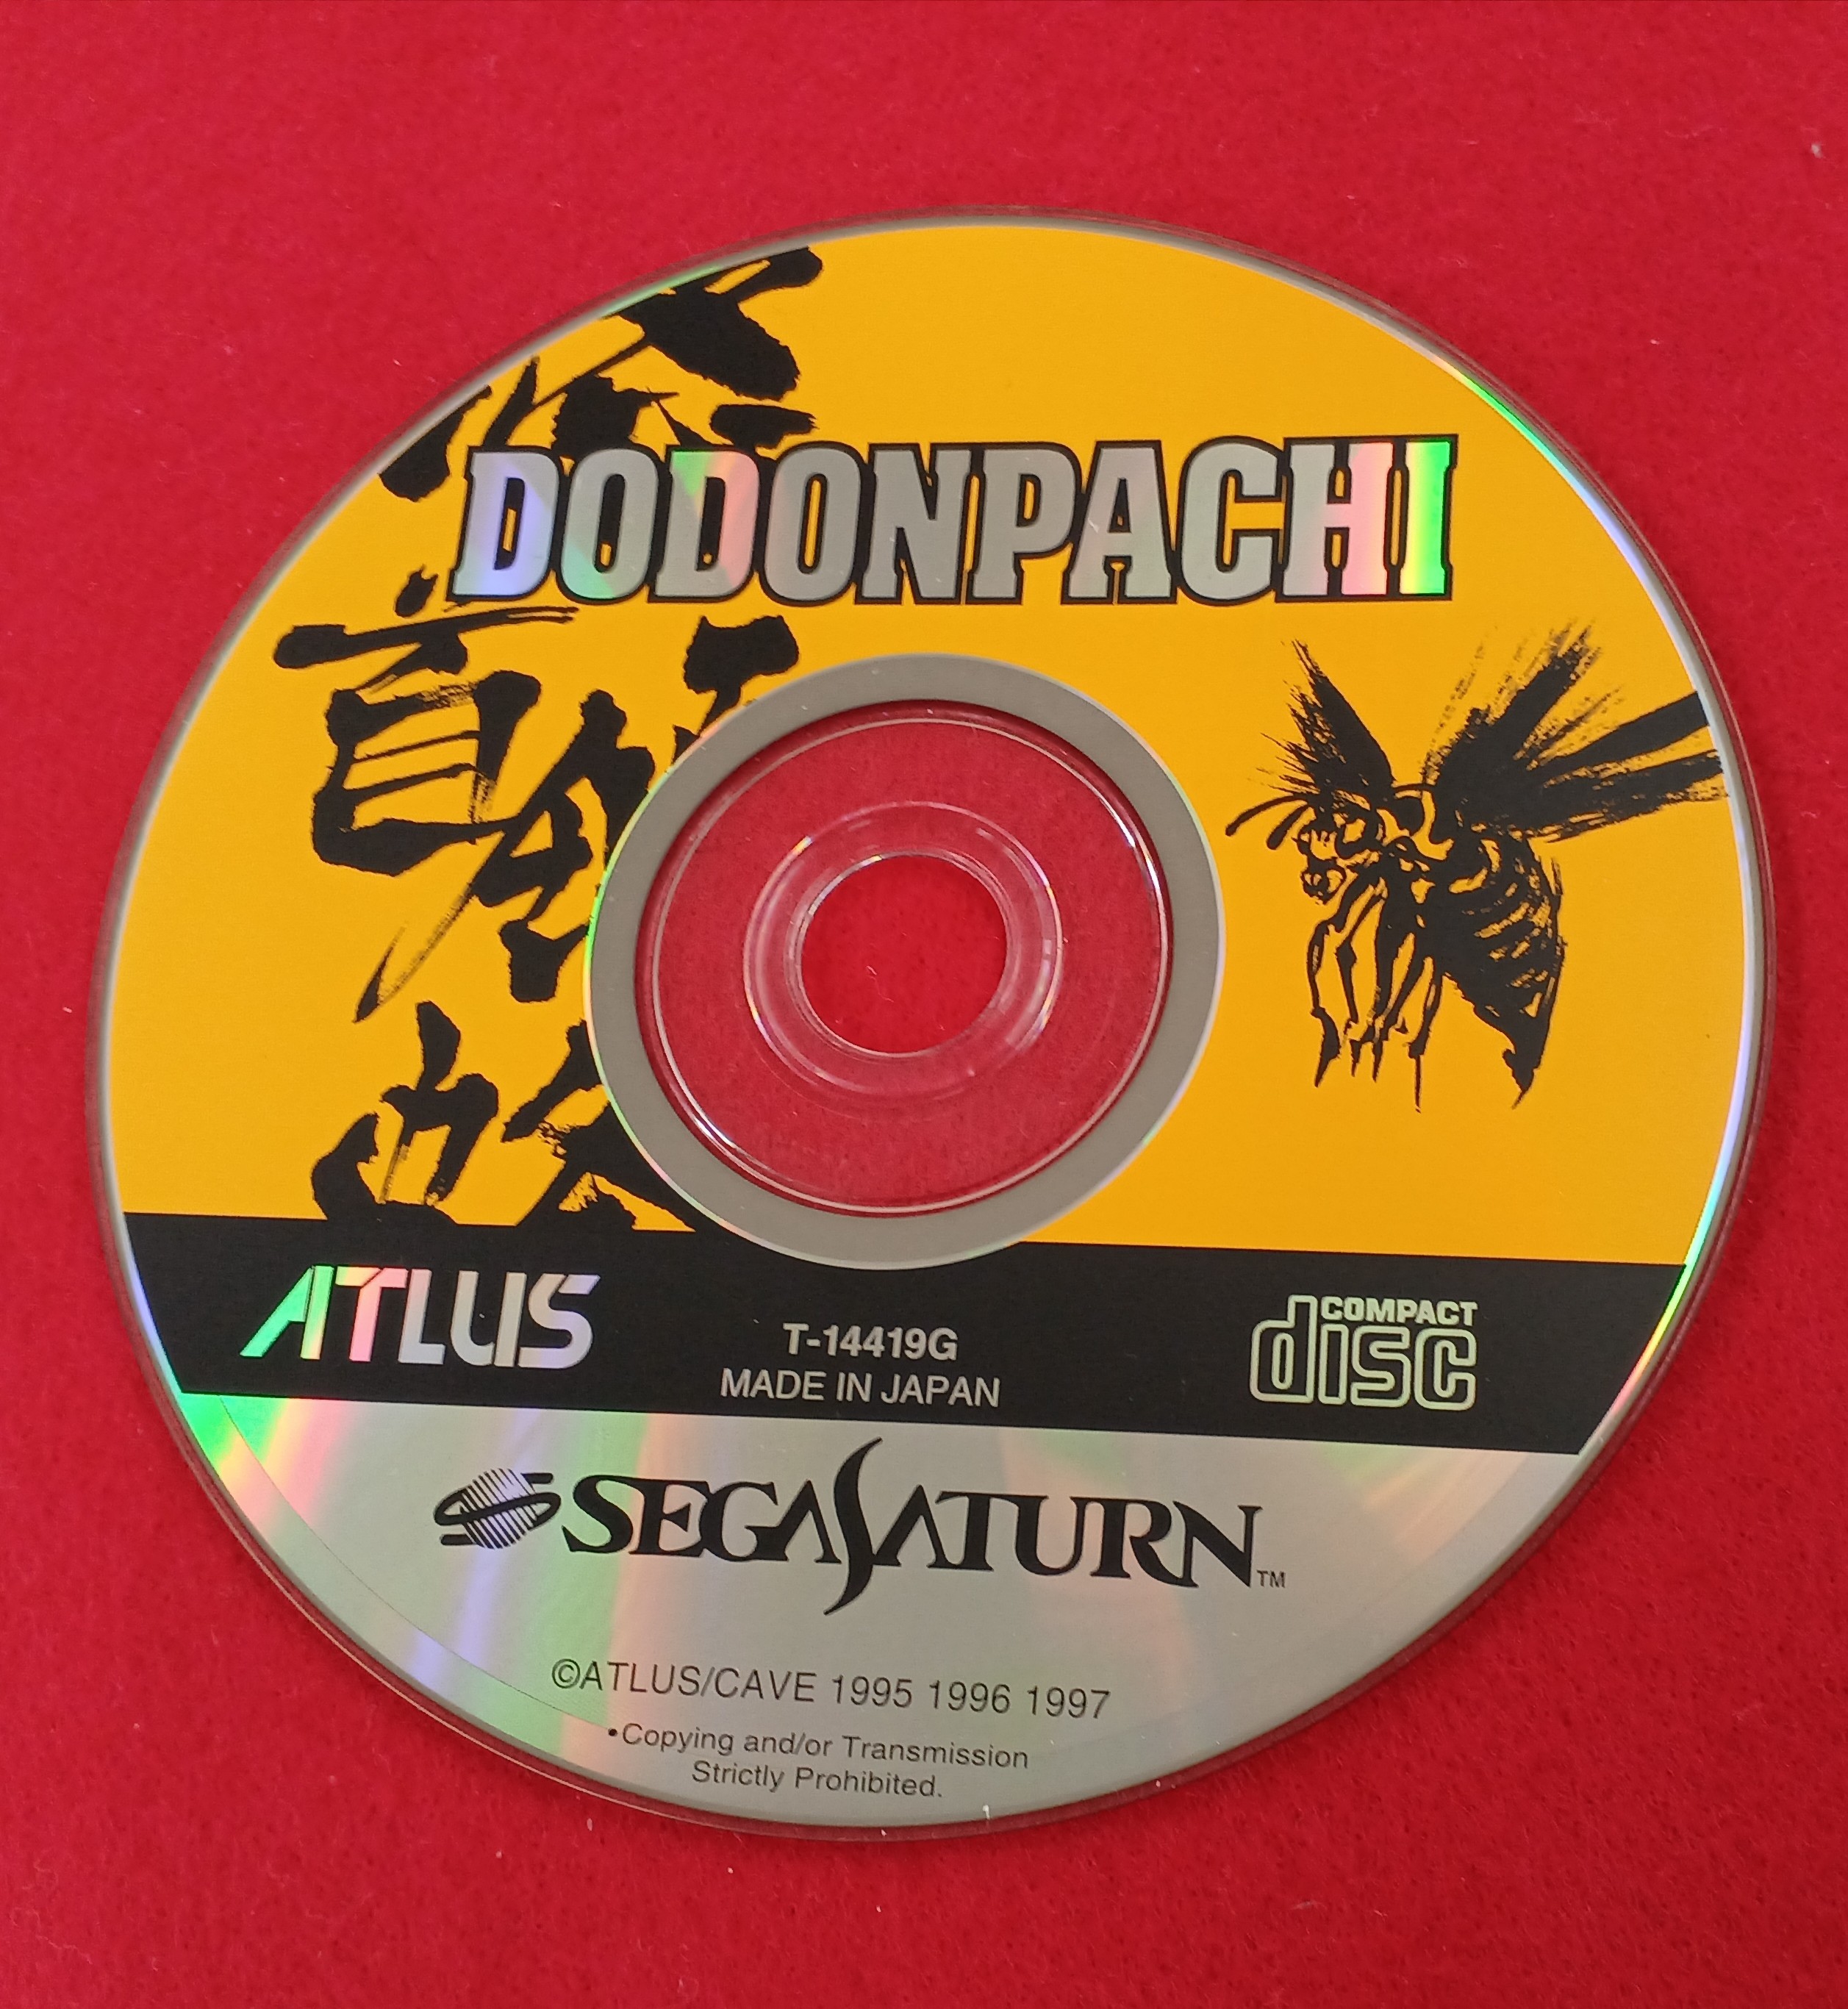 DODONPACHI
ATLUS
T-14419G
MADE IN JAPAN
COMPACT
disc
SEGA SATURN™
©ATLUS/CAVE 1995 1996 1997
•Copying and/or Transmission
Strictly Prohibited.